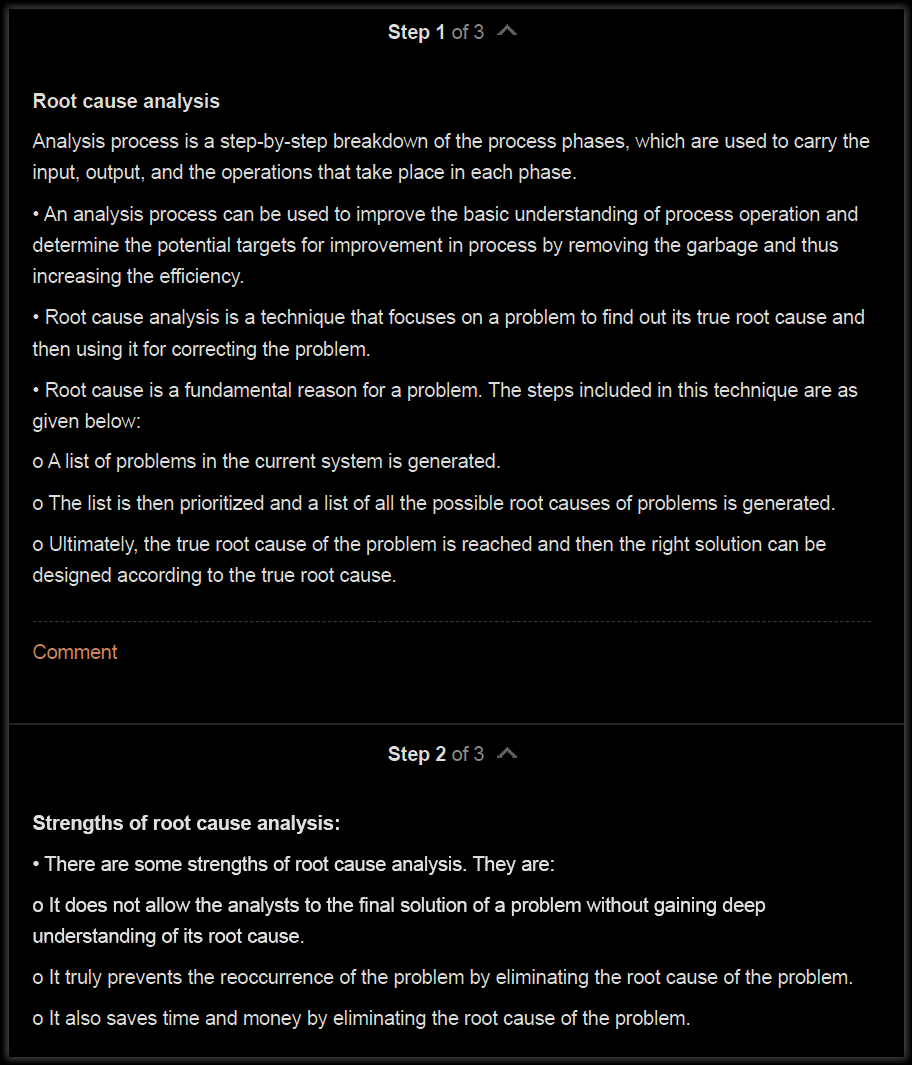 Step 1 of 3
Root cause analysis
Analysis process is a step-by-step breakdown of the process phases, which are used to carry the
input, output, and the operations that take place in each phase.
• An analysis process can be used to improve the basic understanding of process operation and
determine the potential targets for improvement in process by removing the garbage and thus
increasing the efficiency.
• Root cause analysis is a technique that focuses on a problem to find out its true root cause and
then using it for correcting the problem.
• Root cause is a fundamental reason for a problem. The steps included in this technique are as
given below:
o A list of problems in the current system is generated.
o The list is then prioritized and a list of all the possible root causes of problems is generated.
o Ultimately, the true root cause of the problem is reached and then the right solution can be
designed according to the true root cause.
Comment
Step 2 of 3
Strengths of root cause analysis:
• There are some strengths of root cause analysis. They are:
o It does not allow the analysts to the final solution of a problem without gaining deep
understanding of its root cause.
o It truly prevents the reoccurrence of the problem by eliminating the root cause of the problem.
o It also saves time and money by eliminating the root cause of the problem.